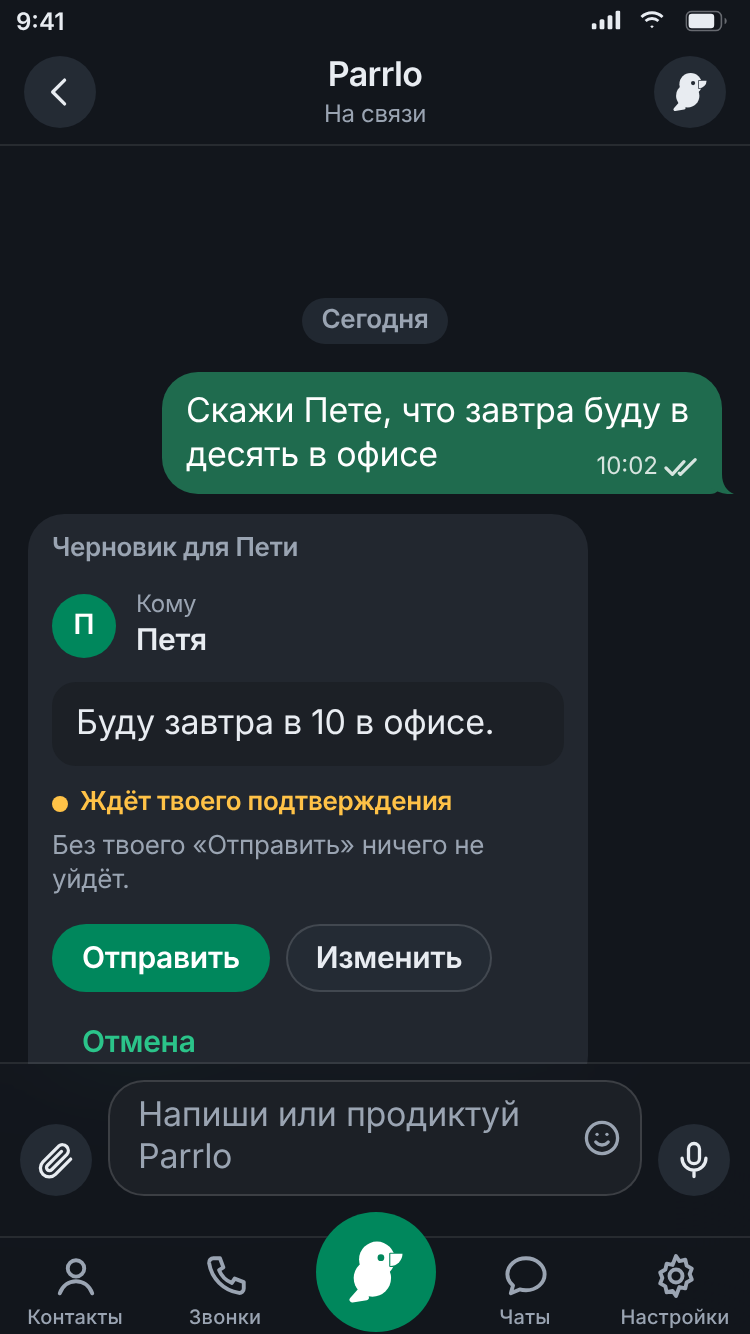 9:41
Parrlo
На связи
Сегодня
Скажи Пете, что завтра буду в
десять в офисе
10:02
Черновик для Пети
П
Кому
Петя
Буду завтра в 10 в офисе.
Ждёт твоего подтверждения
Без твоего «Отправить» ничего не
уйдёт.
Отправить
Изменить
Отмена
Напиши или продиктуй
Parrlo
Контакты
Звонки
Чаты
Настройки